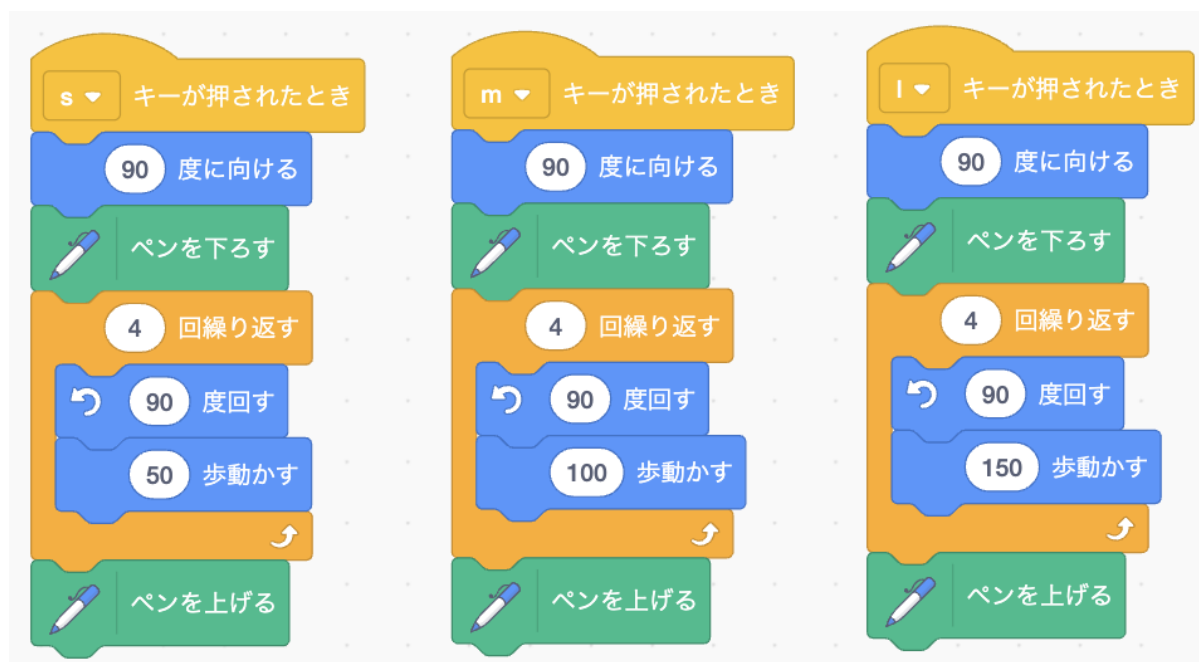 s キーが押されたとき
90 度に向ける
ペンを下ろす
4 回繰り返す
90 度回す
50 歩動かす
ペンを上げる
m キーが押されたとき
90 度に向ける
ペンを下ろす
4 回繰り返す
90 度回す
100 歩動かす
ペンを上げる
l キーが押されたとき
90 度に向ける
ペンを下ろす
4 回繰り返す
90 度回す
150 歩動かす
ペンを上げる